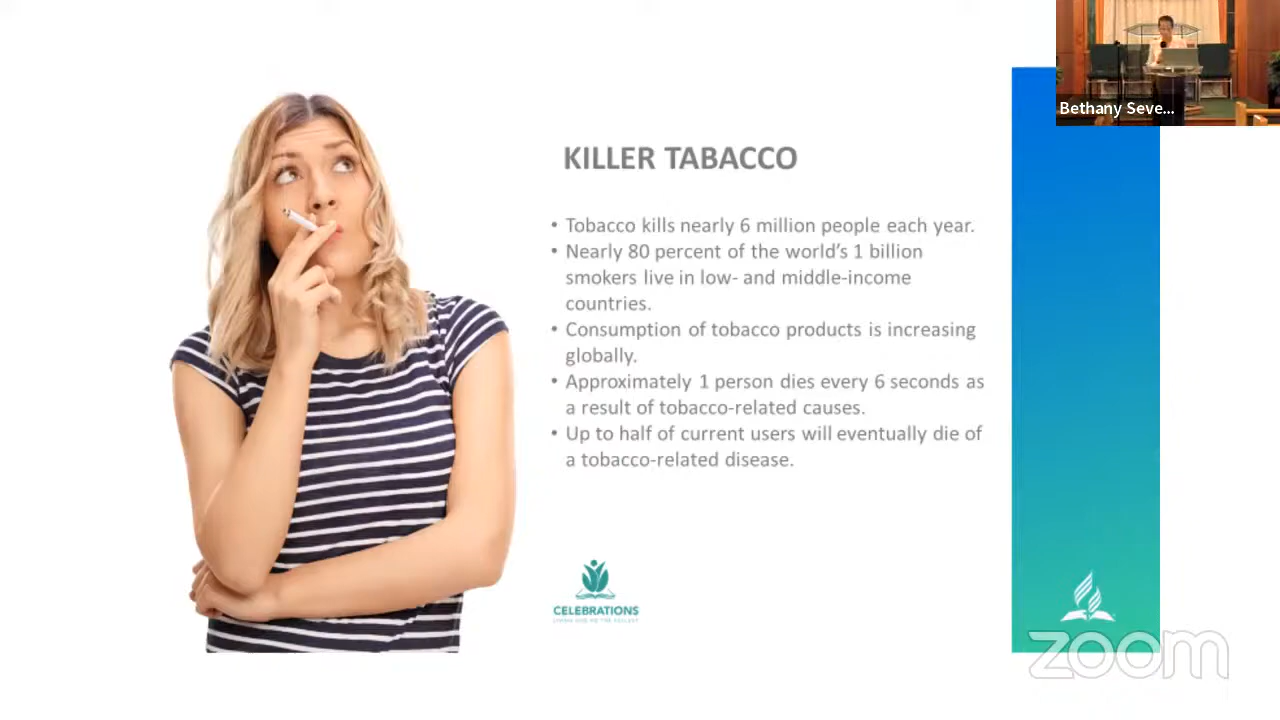 Bethany Seve...
KILLER TABACCO
• Tobacco kills nearly 6 million people each year.
• Nearly 80 percent of the world's 1 billion
smokers live in low- and middle-income
countries.
• Consumption of tobacco products is increasing
globally.
• Approximately 1 person dies every 6 seconds as
a result of tobacco-related causes.
• Up to half of current users will eventually die of
a tobacco-related disease.
CELEBRATIONS
zoom